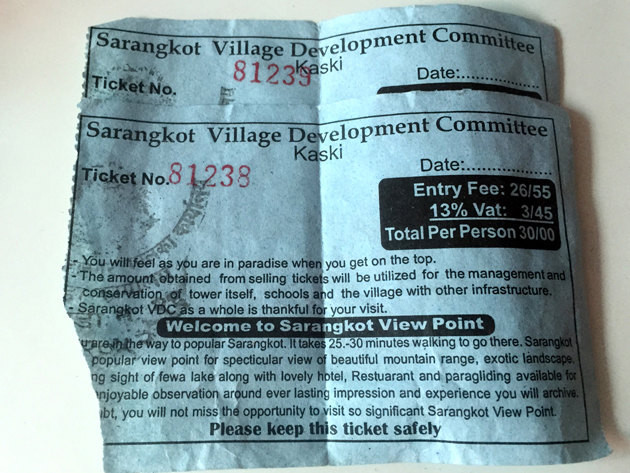 Sarangkot Village Development Committee
Kaski
Ticket No. 81239
Date:..................
Sarangkot Village Development Committee
Kaski
Ticket No. 81238
Date:....................
Entry Fee: 26/55
13% Vat: 3/45
Total Per Person 30/00
- You will feel as you are in paradise when you get on the top.
- The amount obtained from selling tickets will be utilized for the management and
conservation of tower itself, schools and the village with other infrastructure.
- Sarangkot VDC as a whole is thankful for your visit.
Welcome to Sarangkot View Point
u are in the way to popular Sarangkot. It takes 25.-30 minutes walking to go there. Sarangkot
popular view point for specticular view of beautiful mountain range, exotic landscape.
ng sight of fewa lake along with lovely hotel, Restuarant and paragliding available for
njoyable observation around ever lasting impression and experience you will archive.
bt, you will not miss the opportunity to visit so significant Sarangkot View Point.
Please keep this ticket safely